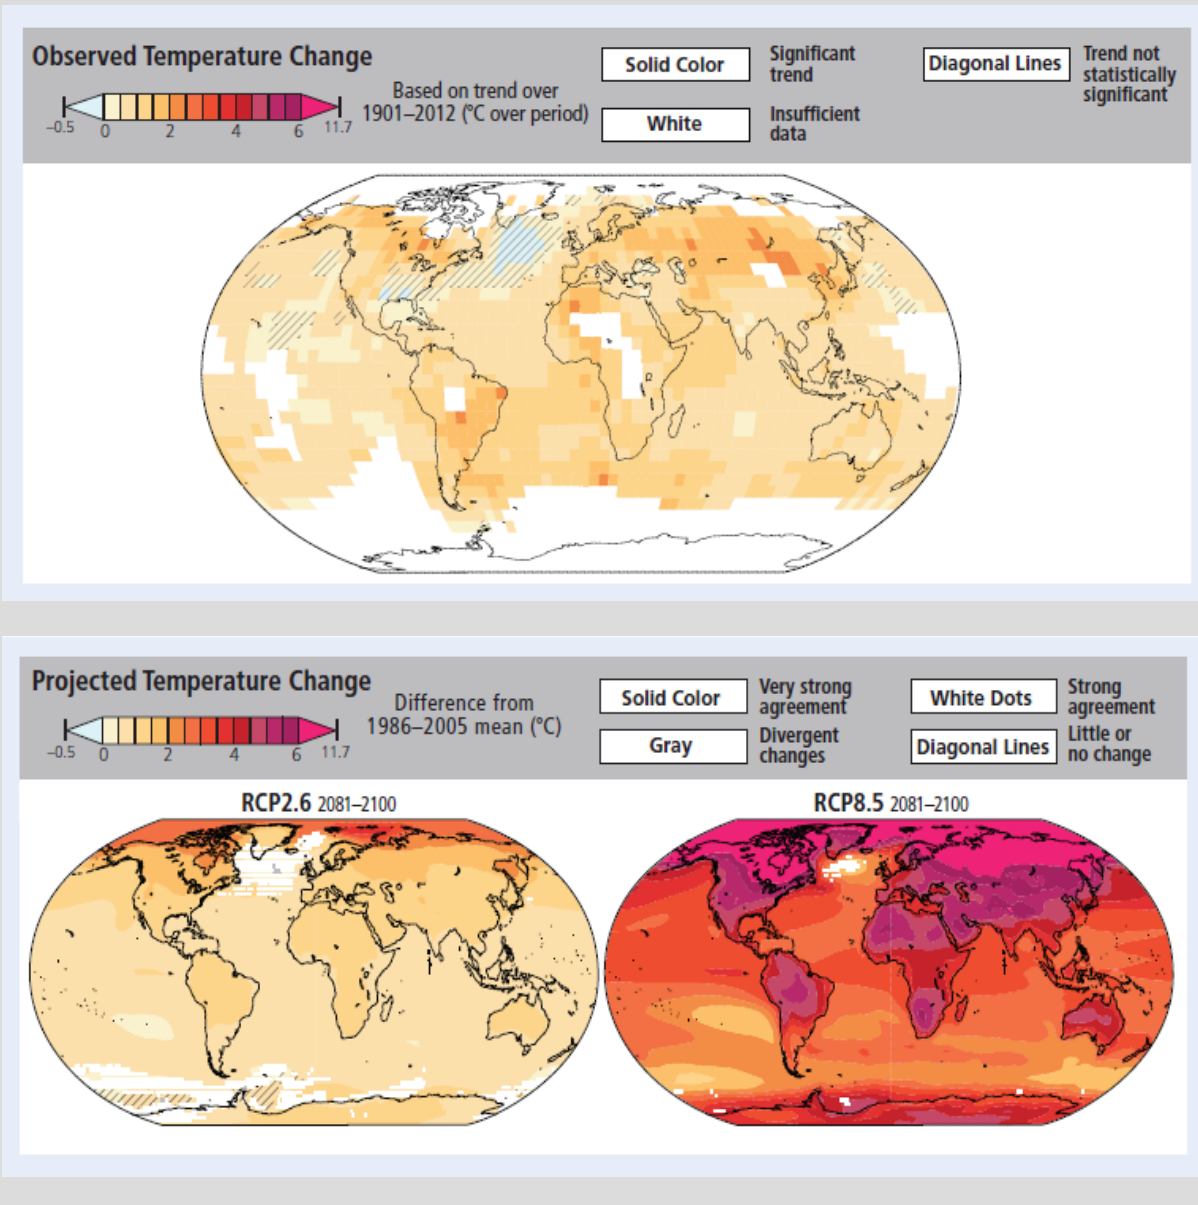 Observed Temperature Change
−0.5 0 2 4 6 11.7
Based on trend over
1901–2012 (°C over period)
Solid Color
Significant
trend
White
Insufficient
data
Diagonal Lines
Trend not
statistically
significant
Projected Temperature Change
−0.5 0 2 4 6 11.7
Difference from
1986–2005 mean (°C)
Solid Color
Very strong
agreement
Gray
Divergent
changes
White Dots
Strong
agreement
Diagonal Lines
Little or
no change
RCP2.6 2081–2100
RCP8.5 2081–2100